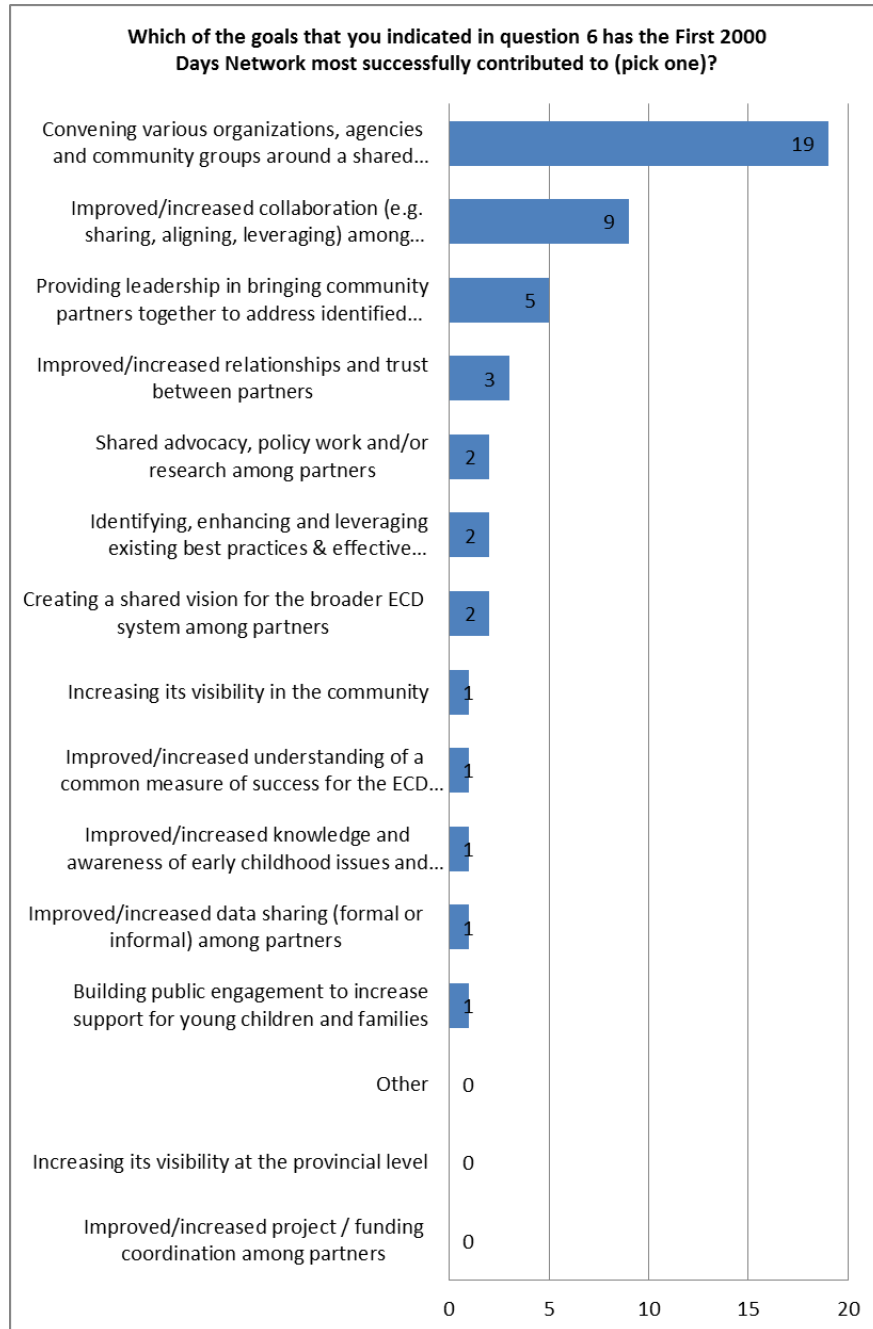 Which of the goals that you indicated in question 6 has the First 2000
Days Network most successfully contributed to (pick one)?
Convening various organizations, agencies
and community groups around a shared...
19
Improved/increased collaboration (e.g.
sharing, aligning, leveraging) among...
9
Providing leadership in bringing community
partners together to address identified...
5
Improved/increased relationships and trust
between partners
3
Shared advocacy, policy work and/or
research among partners
2
Identifying, enhancing and leveraging
existing best practices & effective...
2
Creating a shared vision for the broader ECD
system among partners
2
Increasing its visibility in the community
1
Improved/increased understanding of a
common measure of success for the ECD...
1
Improved/increased knowledge and
awareness of early childhood issues and...
1
Improved/increased data sharing (formal or
informal) among partners
1
Building public engagement to increase
support for young children and families
1
Other
0
Increasing its visibility at the provincial level
0
Improved/increased project / funding
coordination among partners
0
0 5 10 15 20